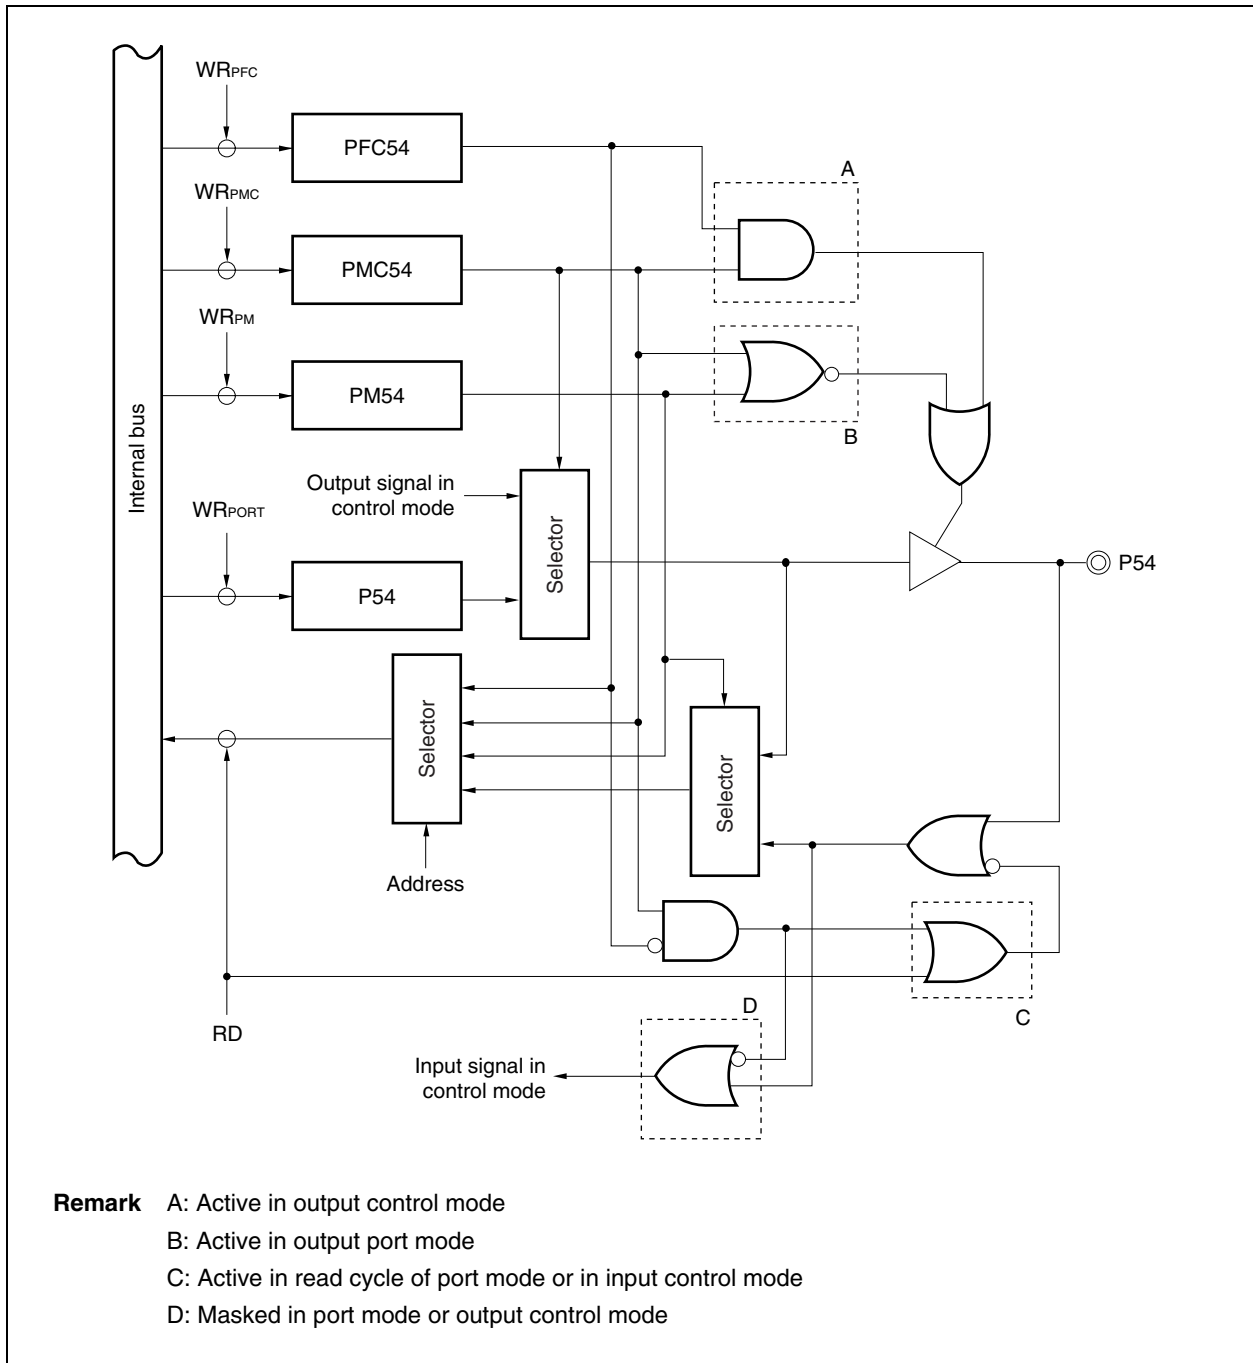 WRPFC
PFC54
A
WRPMC
PMC54
WRPM
PM54
B
Internal bus
Output signal in
control mode
Selector
WRPORT
P54
P54
Selector
Selector
Address
RD
C
D
Input signal in
control mode
Remark A: Active in output control mode
B: Active in output port mode
C: Active in read cycle of port mode or in input control mode
D: Masked in port mode or output control mode